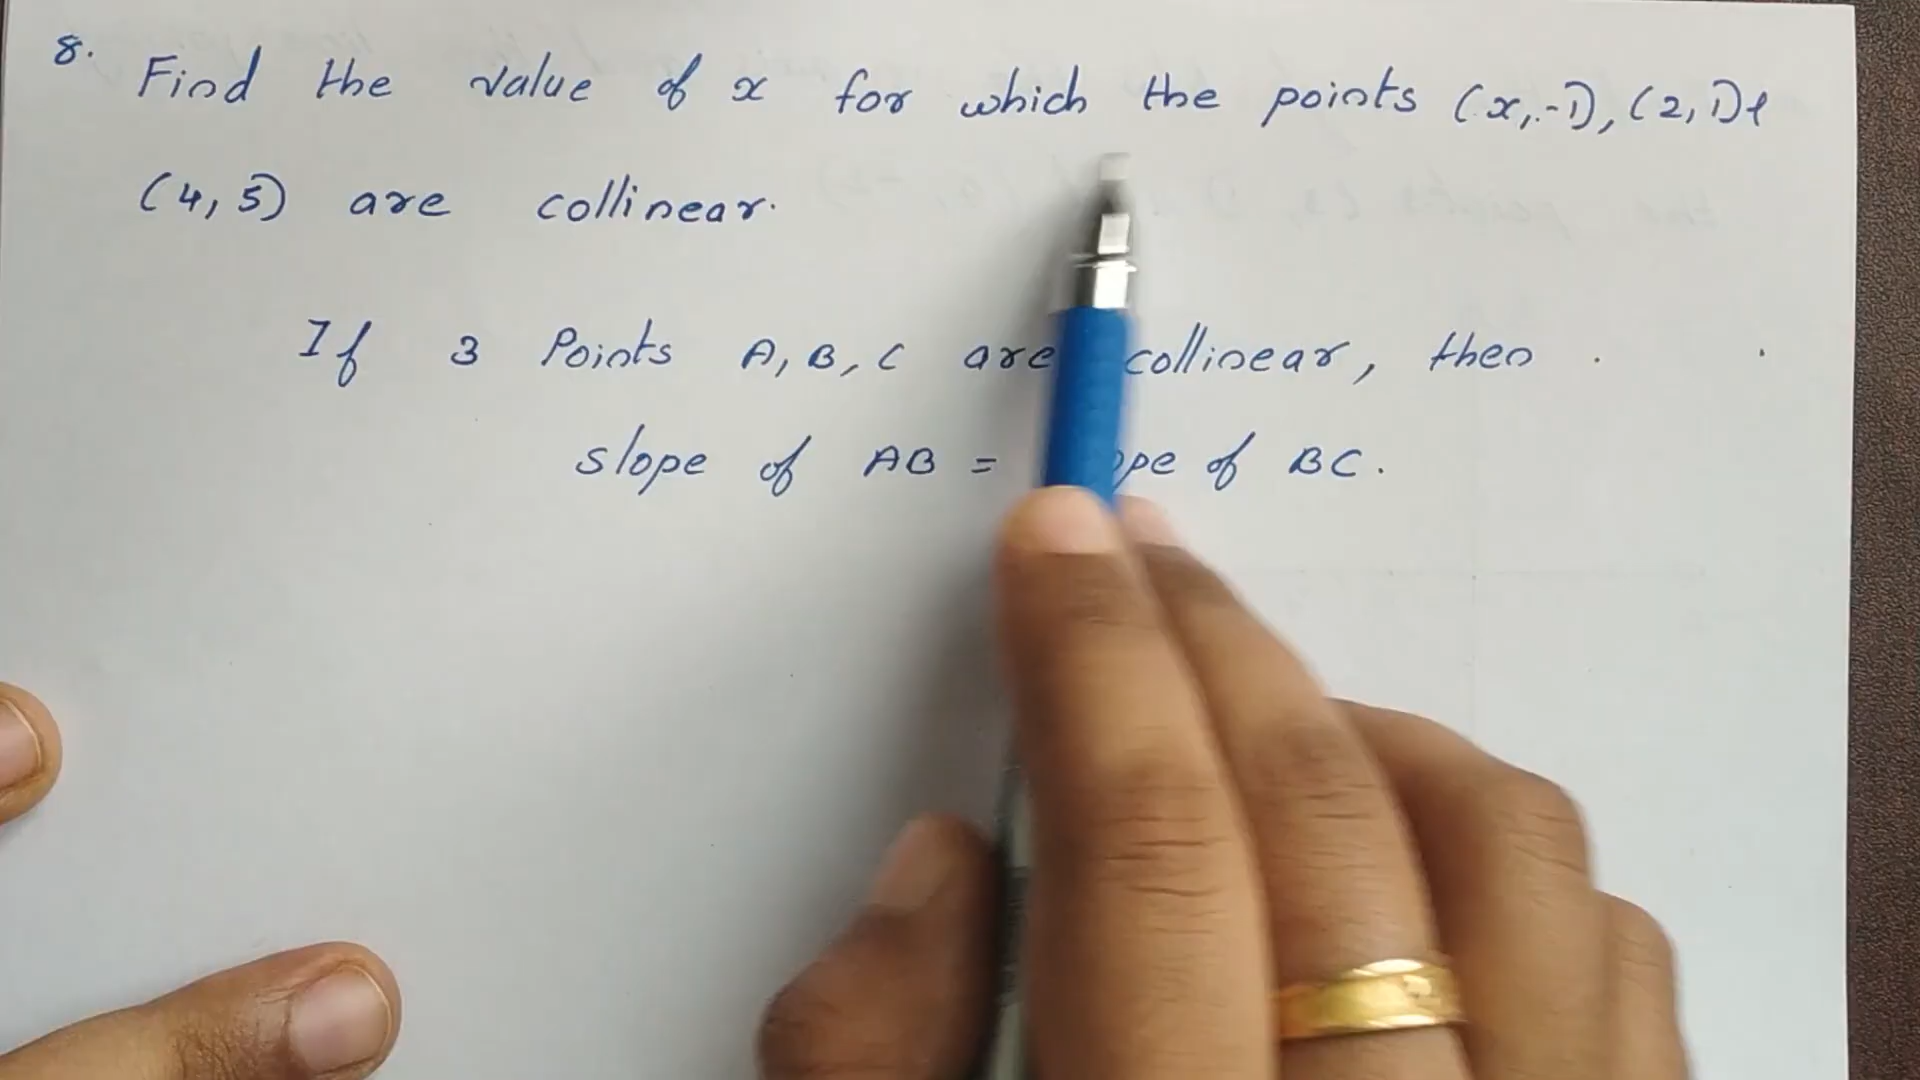 8. Find the value of x for which the points (x,-1), (2,1) &
(4,5) are collinear.
If 3 Points A, B, C are collinear, then
slope of AB = of BC.